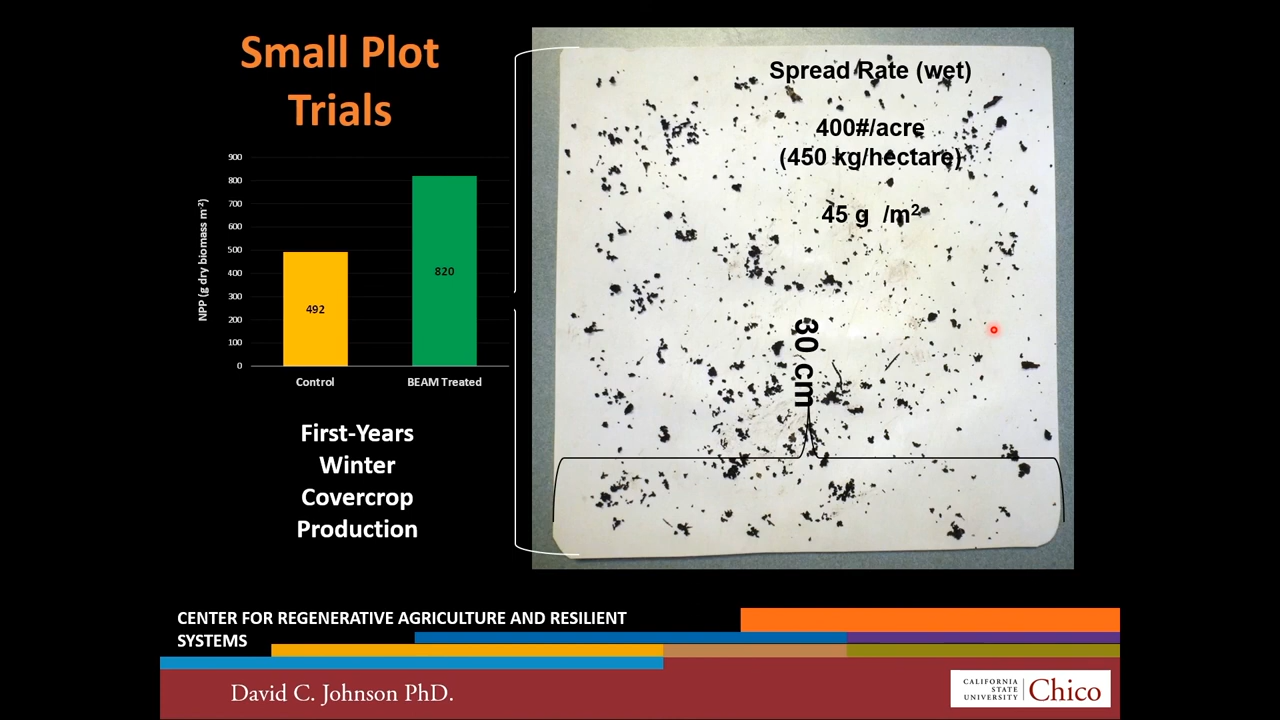 Small Plot
Trials
900
800
700
600
500
400
300
200
100
0
NPP (g dry biomass m⁻²)
492
820
Control
BEAM Treated
First-Years
Winter
Covercrop
Production
Spread Rate (wet)
400#/acre
(450 kg/hectare)
45 g /m²
30 cm
CENTER FOR REGENERATIVE AGRICULTURE AND RESILIENT
SYSTEMS
David C. Johnson PhD.
CALIFORNIA
STATE
UNIVERSITY
Chico